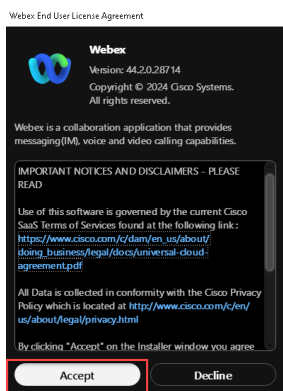 Webex End User License Agreement
Webex
Version: 44.2.0.28714
Copyright © 2024 Cisco Systems.
All rights reserved.
Webex is a collaboration application that provides
messaging(IM), voice and video calling capabilities.
IMPORTANT NOTICES AND DISCLAIMERS - PLEASE
READ
Use of this software is governed by the current Cisco
SaaS Terms of Services found at the following link :
https://www.cisco.com/c/dam/en_us/about/
doing_business/legal/docs/universal-cloud-
agreement.pdf
All Data is collected in conformity with the Cisco Privacy
Policy which is located at http://www.cisco.com/c/en/
us/about/legal/privacy.html
By clicking "Accept" on the Installer window you agree
Accept
Decline